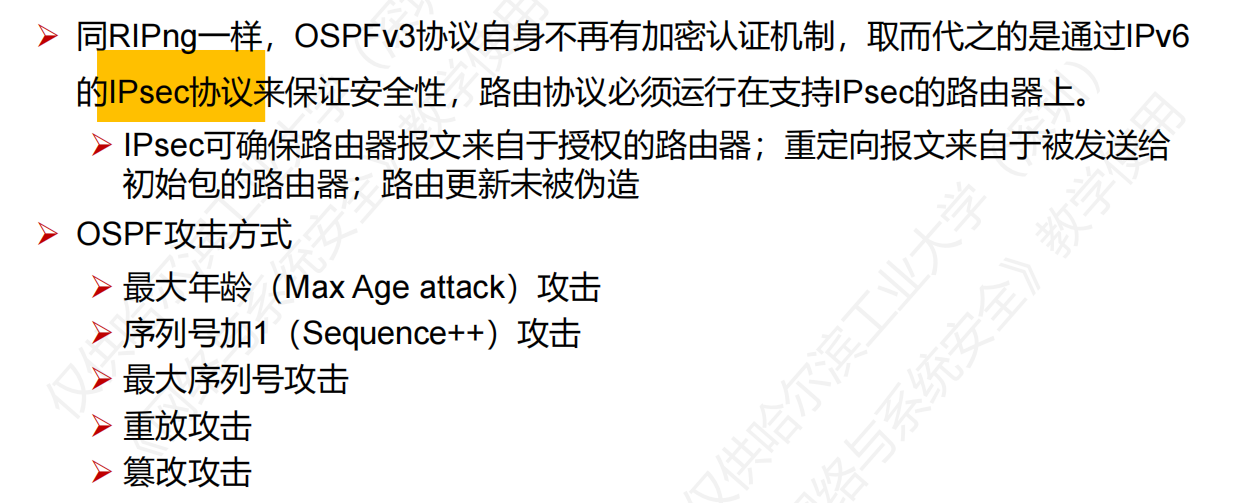 同RIPng一样，OSPFv3协议自身不再有加密认证机制，取而代之的是通过IPv6
的IPsec协议来保证安全性，路由协议必须运行在支持IPsec的路由器上。
IPsec可确保路由器报文来自于授权的路由器；重定向报文来自于被发送给
初始包的路由器；路由更新未被伪造
OSPF攻击方式
最大年龄（Max Age attack）攻击
序列号加1（Sequence++）攻击
最大序列号攻击
重放攻击
篡改攻击
仅供哈尔滨工业大学（深圳）
网络与系统安全》教学使用